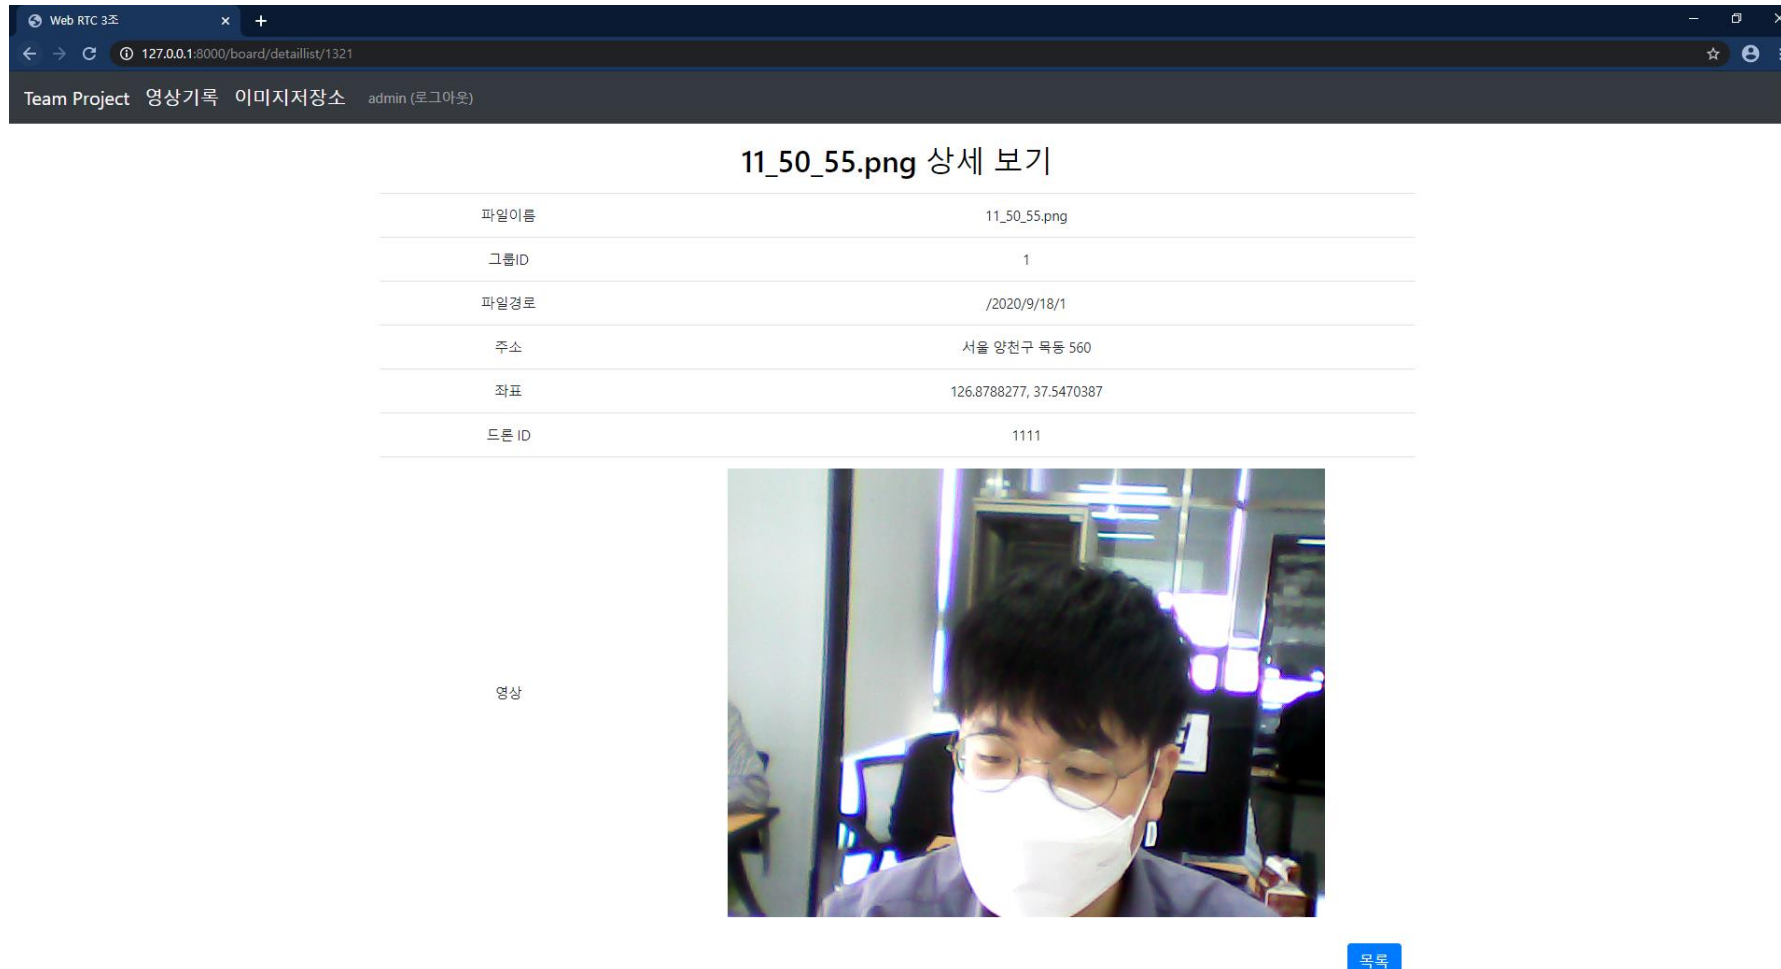 Web RTC 3조
127.0.0.1:8000/board/detaillist/1321
Team Project 영상기록 이미지저장소 admin (로그아웃)
11_50_55.png 상세 보기
파일이름 11_50_55.png
그룹ID 1
파일경로 /2020/9/18/1
주소 서울 양천구 목동 560
좌표 126.8788277, 37.5470387
드론 ID 1111
영상
목록